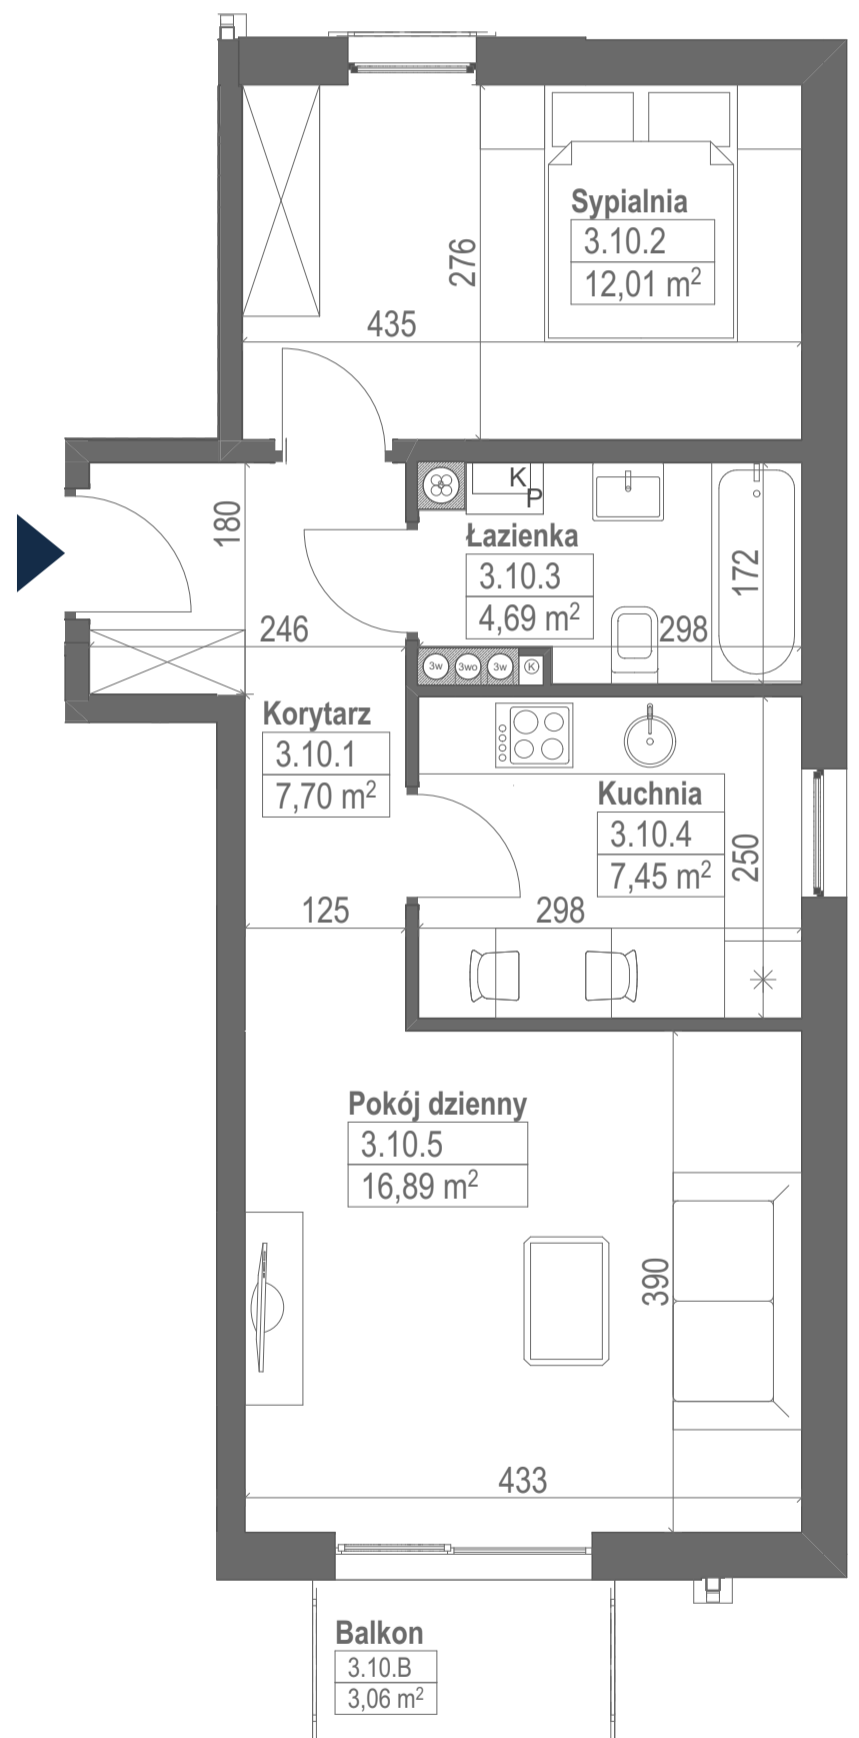 Sypialnia
3.10.2
12,01 m²
276
435
180
K
P
Łazienka
3.10.3
4,69 m²
172
246
298
3w
3wo
3w
K
Korytarz
3.10.1
7,70 m²
Kuchnia
3.10.4
7,45 m²
250
125
298
Pokój dzienny
3.10.5
16,89 m²
390
433
Balkon
3.10.B
3,06 m²